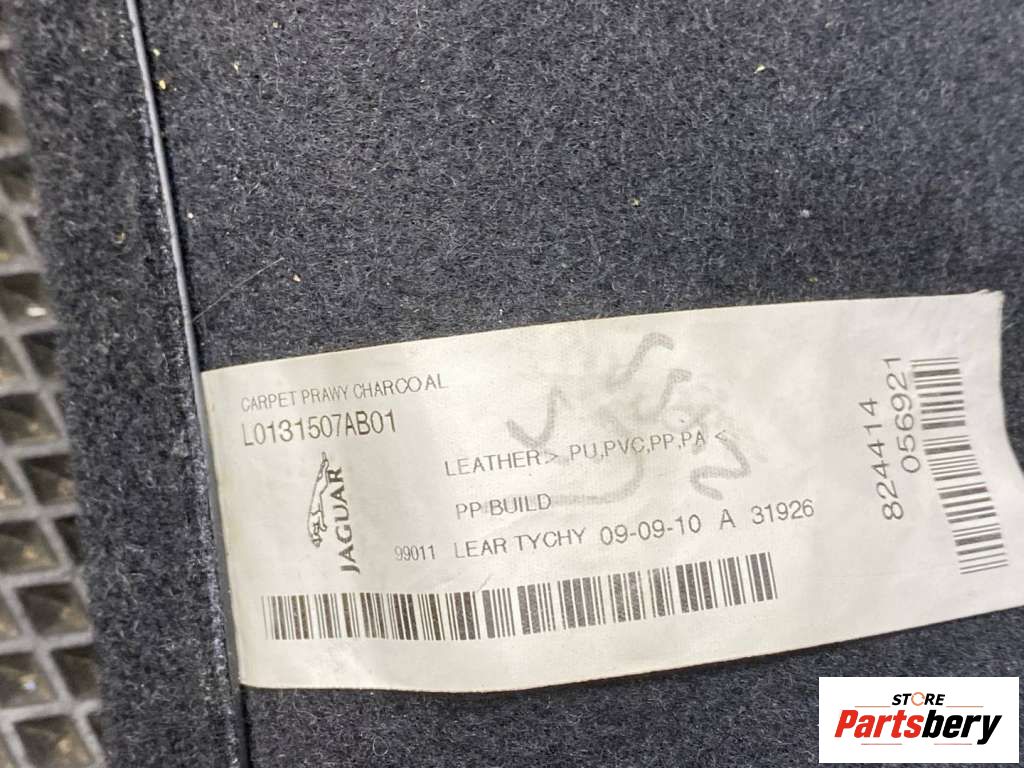 CARPET PRAWY CHARCOAL
L0131507AB01
LEATHER> PU,PVC,PP,PA <
PP BUILD
JAGUAR
99011 LEAR TYCHY 09-09-10 A 31926
824414
056921
STORE
Partsbery